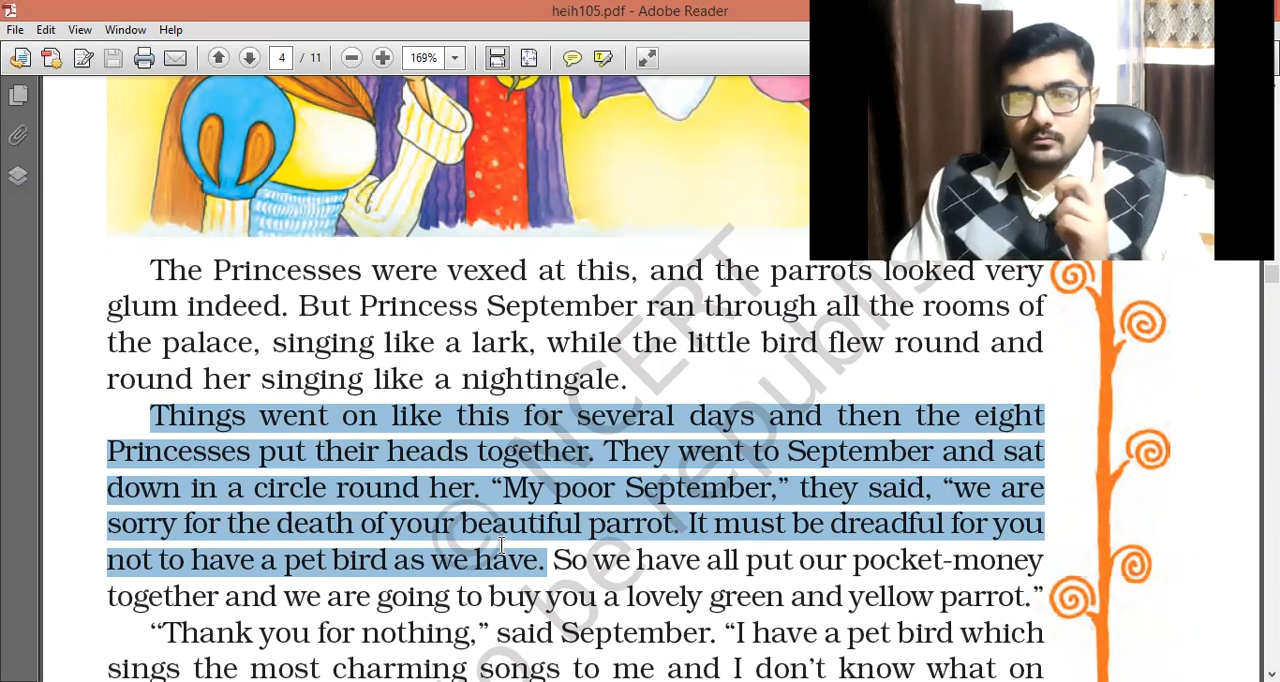 heih105.pdf - Adobe Reader
File Edit View Window Help
4 / 11 169%
The Princesses were vexed at this, and the parrots looked very
glum indeed. But Princess September ran through all the rooms of
the palace, singing like a lark, while the little bird flew round and
round her singing like a nightingale.
Things went on like this for several days and then the eight
Princesses put their heads together. They went to September and sat
down in a circle round her. “My poor September,” they said, “we are
sorry for the death of your beautiful parrot. It must be dreadful for you
not to have a pet bird as we have. So we have all put our pocket-money
together and we are going to buy you a lovely green and yellow parrot.”
“Thank you for nothing,” said September. “I have a pet bird which
sings the most charming songs to me and I don’t know what on
© NCERT
o be republis